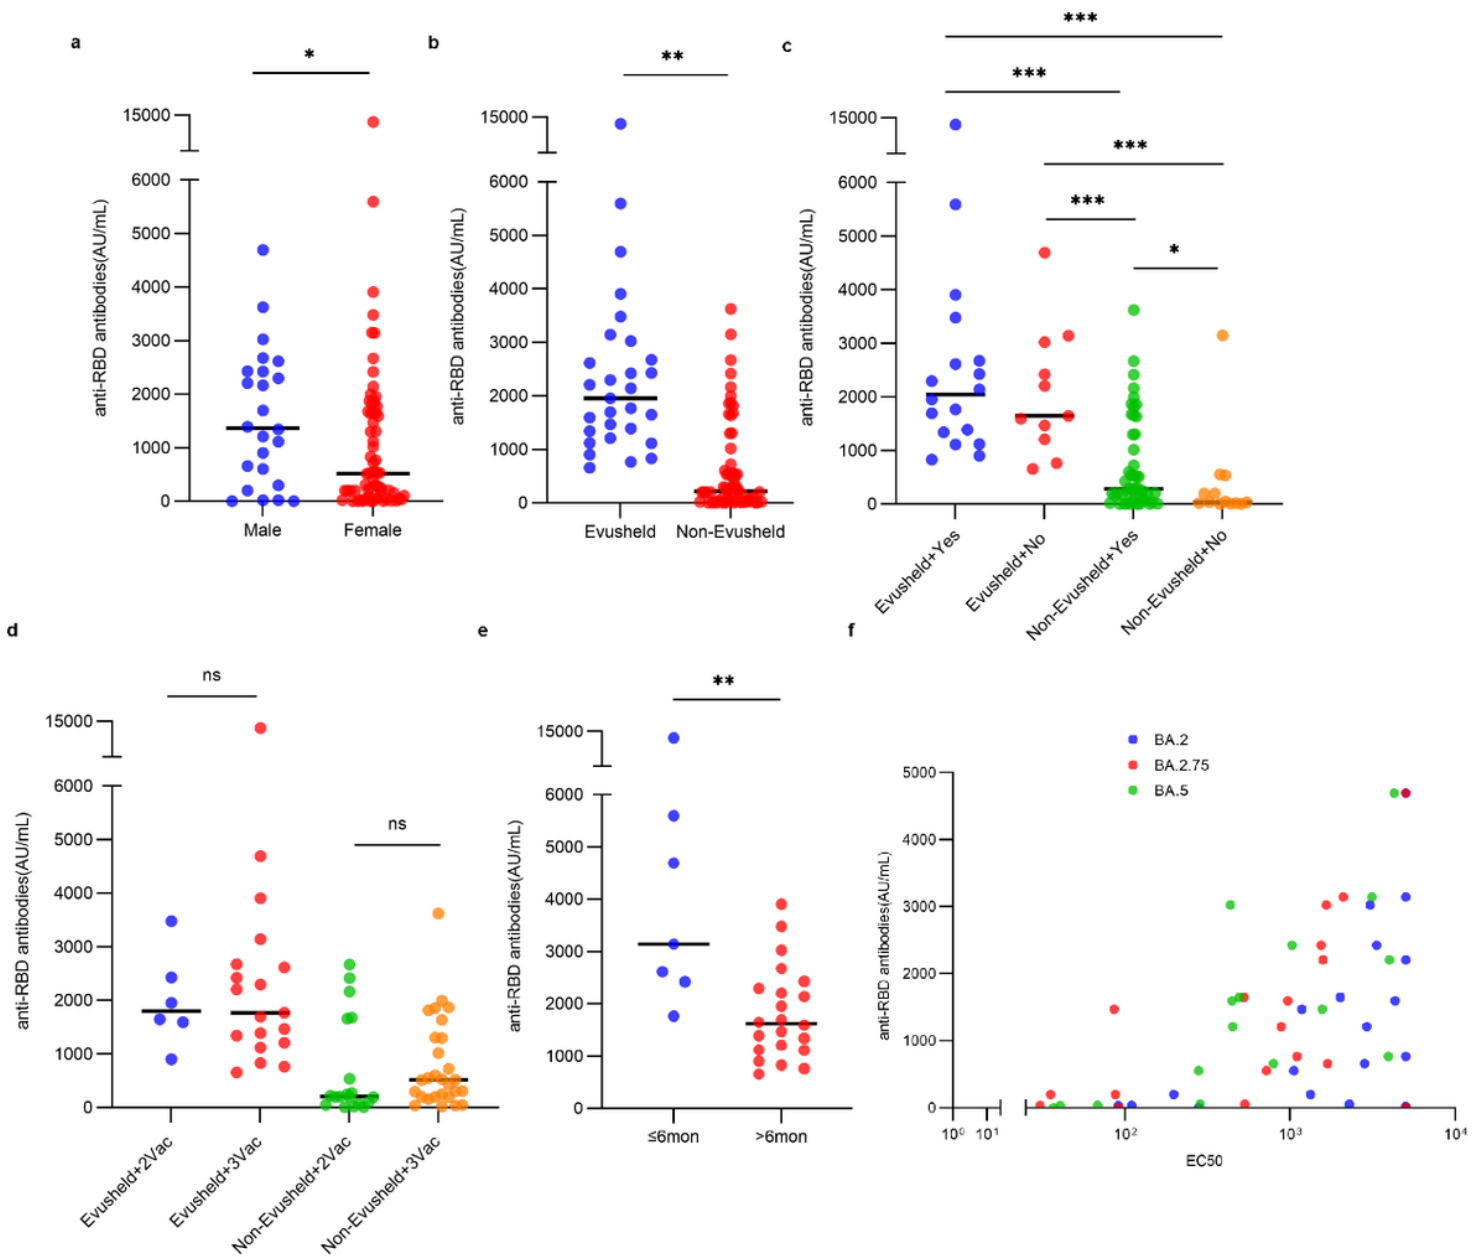 a
*
anti-RBD antibodies(AU/mL)
15000
6000
5000
4000
3000
2000
1000
0
Male
Female
b
**
anti-RBD antibodies(AU/mL)
15000
6000
5000
4000
3000
2000
1000
0
Evusheld
Non-Evusheld
c
***
***
***
***
*
anti-RBD antibodies(AU/mL)
15000
6000
5000
4000
3000
2000
1000
0
Evusheld+Yes
Evusheld+No
Non-Evusheld+Yes
Non-Evusheld+No
d
ns
ns
anti-RBD antibodies(AU/mL)
15000
6000
5000
4000
3000
2000
1000
0
Evusheld+2Vac
Evusheld+3Vac
Non-Evusheld+2Vac
Non-Evusheld+3Vac
e
**
anti-RBD antibodies(AU/mL)
15000
6000
5000
4000
3000
2000
1000
0
≤6mon
>6mon
f
BA.2
BA.2.75
BA.5
anti-RBD antibodies(AU/mL)
5000
4000
3000
2000
1000
0
10⁰
10¹
10²
10³
10⁴
EC50